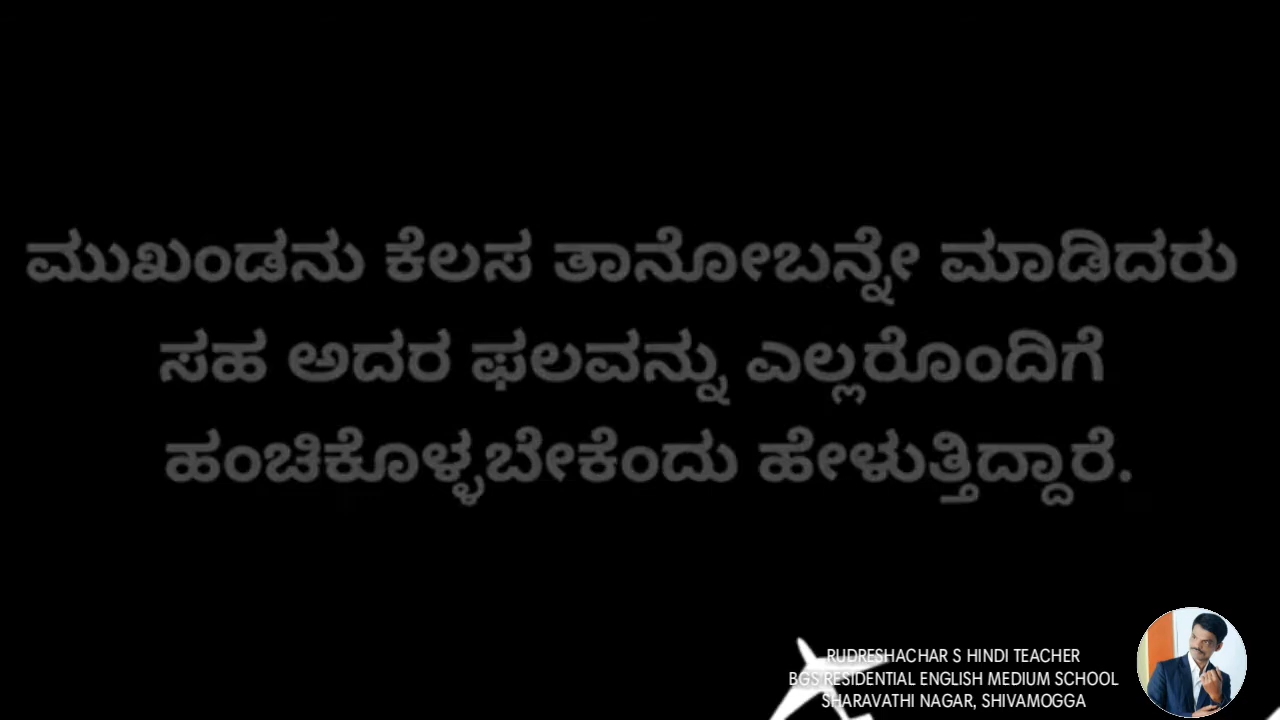 ಮುಖಂಡನು ಕೆಲಸ ತಾನೋಬನ್ನೇ ಮಾಡಿದರು
ಸಹ ಅದರ ಫಲವನ್ನು ಎಲ್ಲರೊಂದಿಗೆ
ಹಂಚಿಕೊಳ್ಳಬೇಕೆಂದು ಹೇಳುತ್ತಿದ್ದಾರೆ.
RUDRESHACHAR S HINDI TEACHER
BGS RESIDENTIAL ENGLISH MEDIUM SCHOOL
SHARAVATHI NAGAR, SHIVAMOGGA